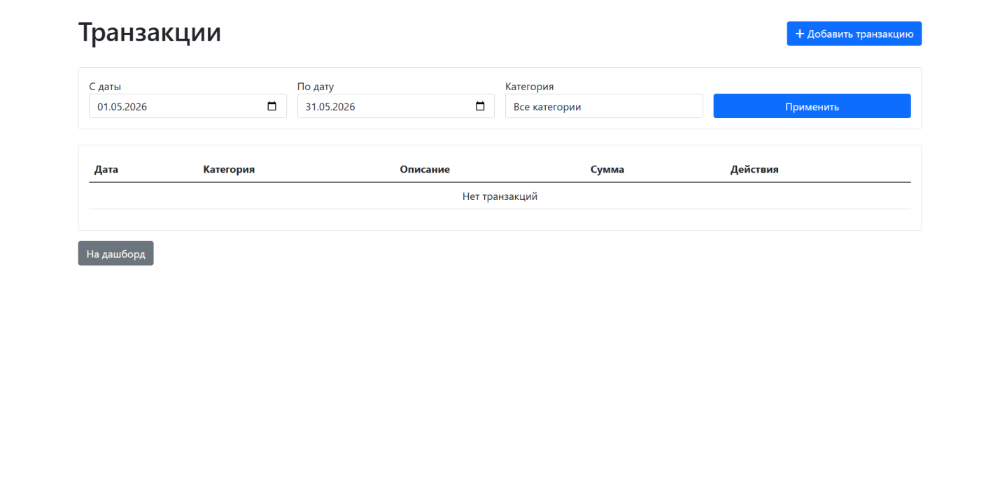 Транзакции
+ Добавить транзакцию
С даты По дату Категория
01.05.2026 31.05.2026 Все категории Применить
Дата Категория Описание Сумма Действия
Нет транзакций
На дашборд